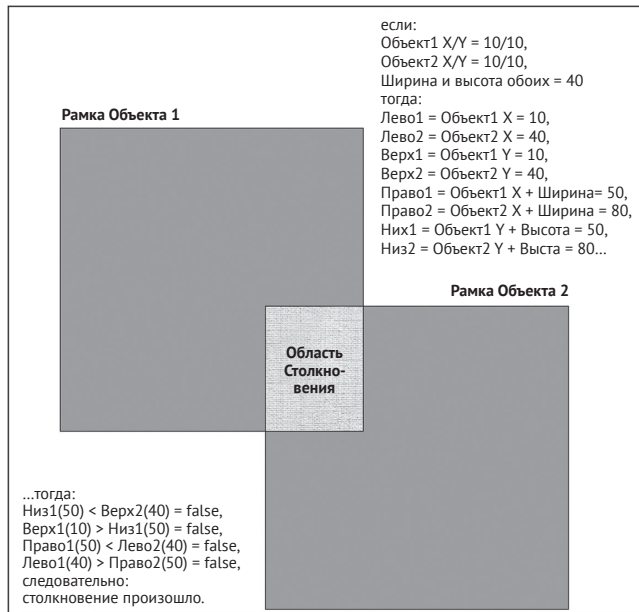 если:
Объект1 X/Y = 10/10,
Объект2 X/Y = 10/10,
Ширина и высота обоих = 40
тогда:
Лево1 = Объект1 X = 10,
Лево2 = Объект2 X = 40,
Верх1 = Объект1 Y = 10,
Верх2 = Объект2 Y = 40,
Право1 = Объект1 X + Ширина= 50,
Право2 = Объект2 X + Ширина = 80,
Них1 = Объект1 Y + Высота = 50,
Низ2 = Объект2 Y + Выста = 80...
Рамка Объекта 1
Рамка Объекта 2
Область
Столкно-
вения
...тогда:
Низ1(50) < Верх2(40) = false,
Верх1(10) > Низ1(50) = false,
Право1(50) < Лево2(40) = false,
Лево1(40) > Право2(50) = false,
следовательно:
столкновение произошло.